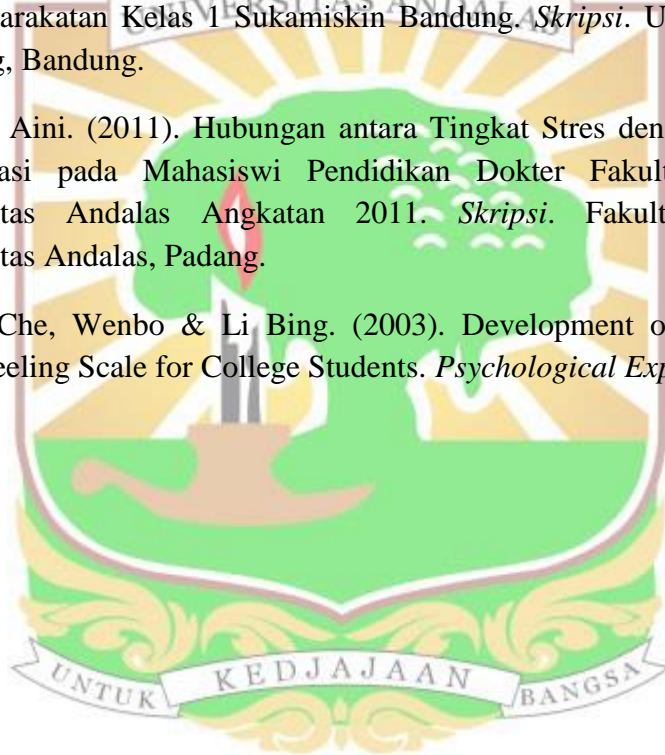 arakatan Kelas 1 Sukamiskin Bandung. Skripsi. U
UNIVERSITAS ANDALAS
g, Bandung.
Aini. (2011). Hubungan antara Tingkat Stres den
asi pada Mahasiswi Pendidikan Dokter Fakult
tas Andalas Angkatan 2011. Skripsi. Fakult
tas Andalas, Padang.
Che, Wenbo & Li Bing. (2003). Development o
eeling Scale for College Students. Psychological Exp
UNTUK KEDJAJAAN BANGSA